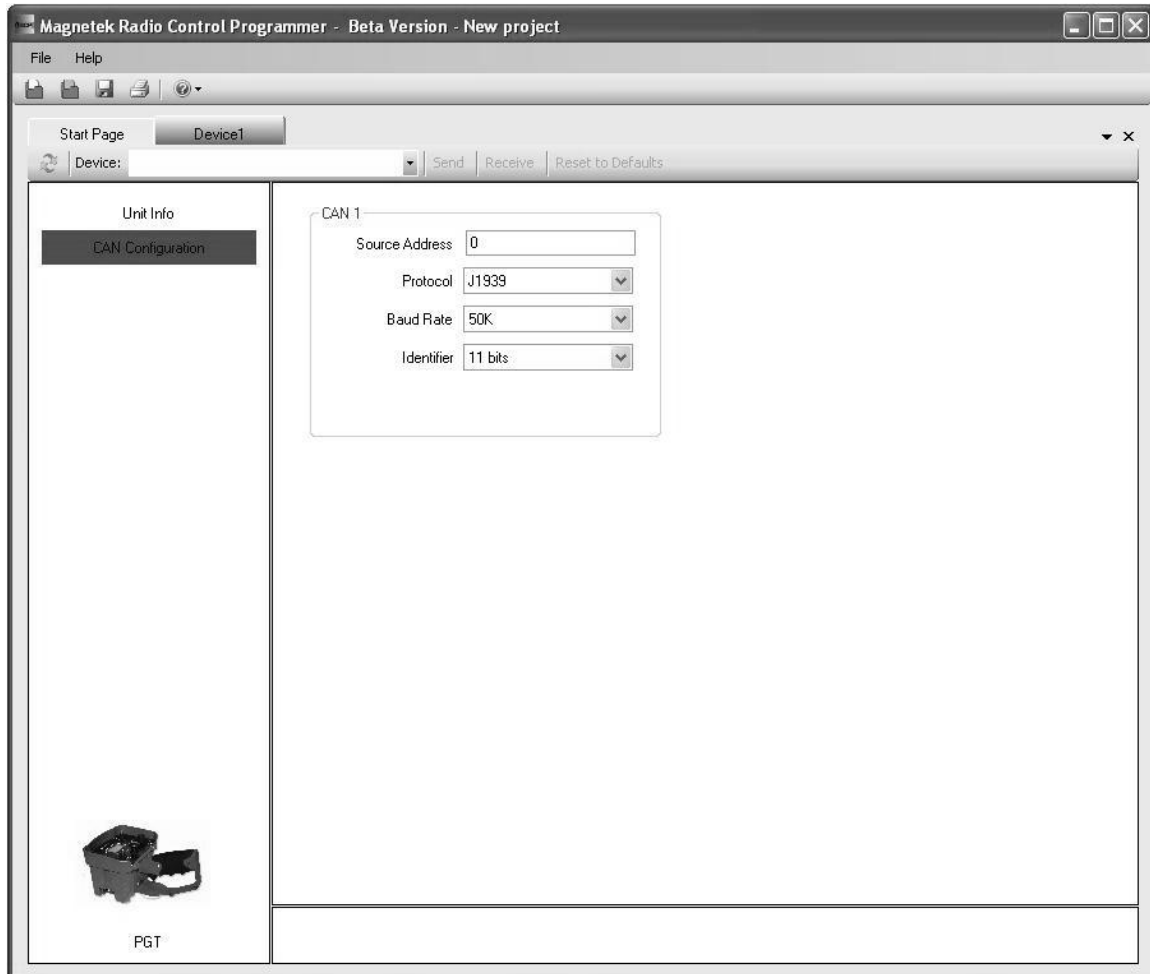 Magnetek Radio Control Programmer - Beta Version - New project
File Help
Start Page Device1
Device: Send Receive Reset to Defaults
Unit Info
CAN Configuration
CAN 1
Source Address 0
Protocol J1939
Baud Rate 50K
Identifier 11 bits
PGT